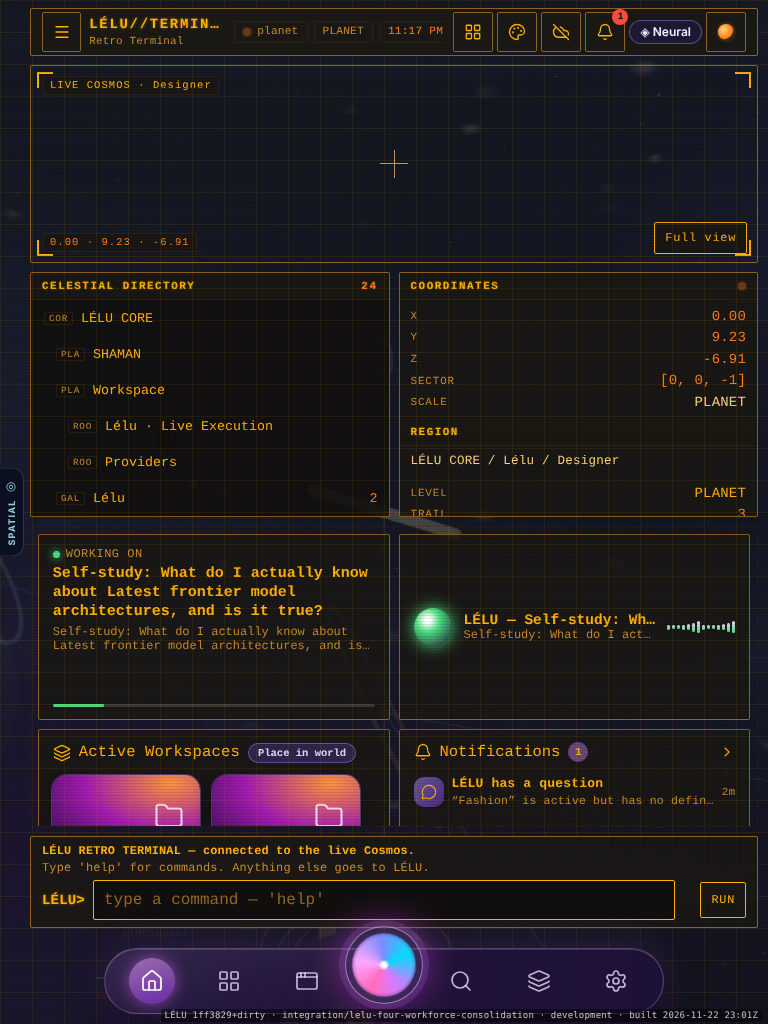 LÉLU//TERMIN…
Retro Terminal
planet
PLANET
11:17 PM
1
◈ Neural
LIVE COSMOS · Designer
0.00 · 9.23 · -6.91
Full view
CELESTIAL DIRECTORY 24
COR LÉLU CORE
PLA SHAMAN
PLA Workspace
ROO Lélu · Live Execution
ROO Providers
GAL Lélu 2
COORDINATES
X 0.00
Y 9.23
Z -6.91
SECTOR [0, 0, -1]
SCALE PLANET
REGION
LÉLU CORE / Lélu / Designer
LEVEL PLANET
TRAIL 3
SPATIAL ◎
WORKING ON
Self-study: What do I actually know
about Latest frontier model
architectures, and is it true?
Self-study: What do I actually know about
Latest frontier model architectures, and is…
LÉLU — Self-study: Wh…
Self-study: What do I act…
Active Workspaces Place in world
Notifications 1
LÉLU has a question
“Fashion” is active but has no defin… 2m
LÉLU RETRO TERMINAL — connected to the live Cosmos.
Type 'help' for commands. Anything else goes to LÉLU.
LÉLU> type a command — 'help' RUN
LÉLU 1ff3829+dirty · integration/lelu-four-workforce-consolidation · development · built 2026-11-22 23:01Z